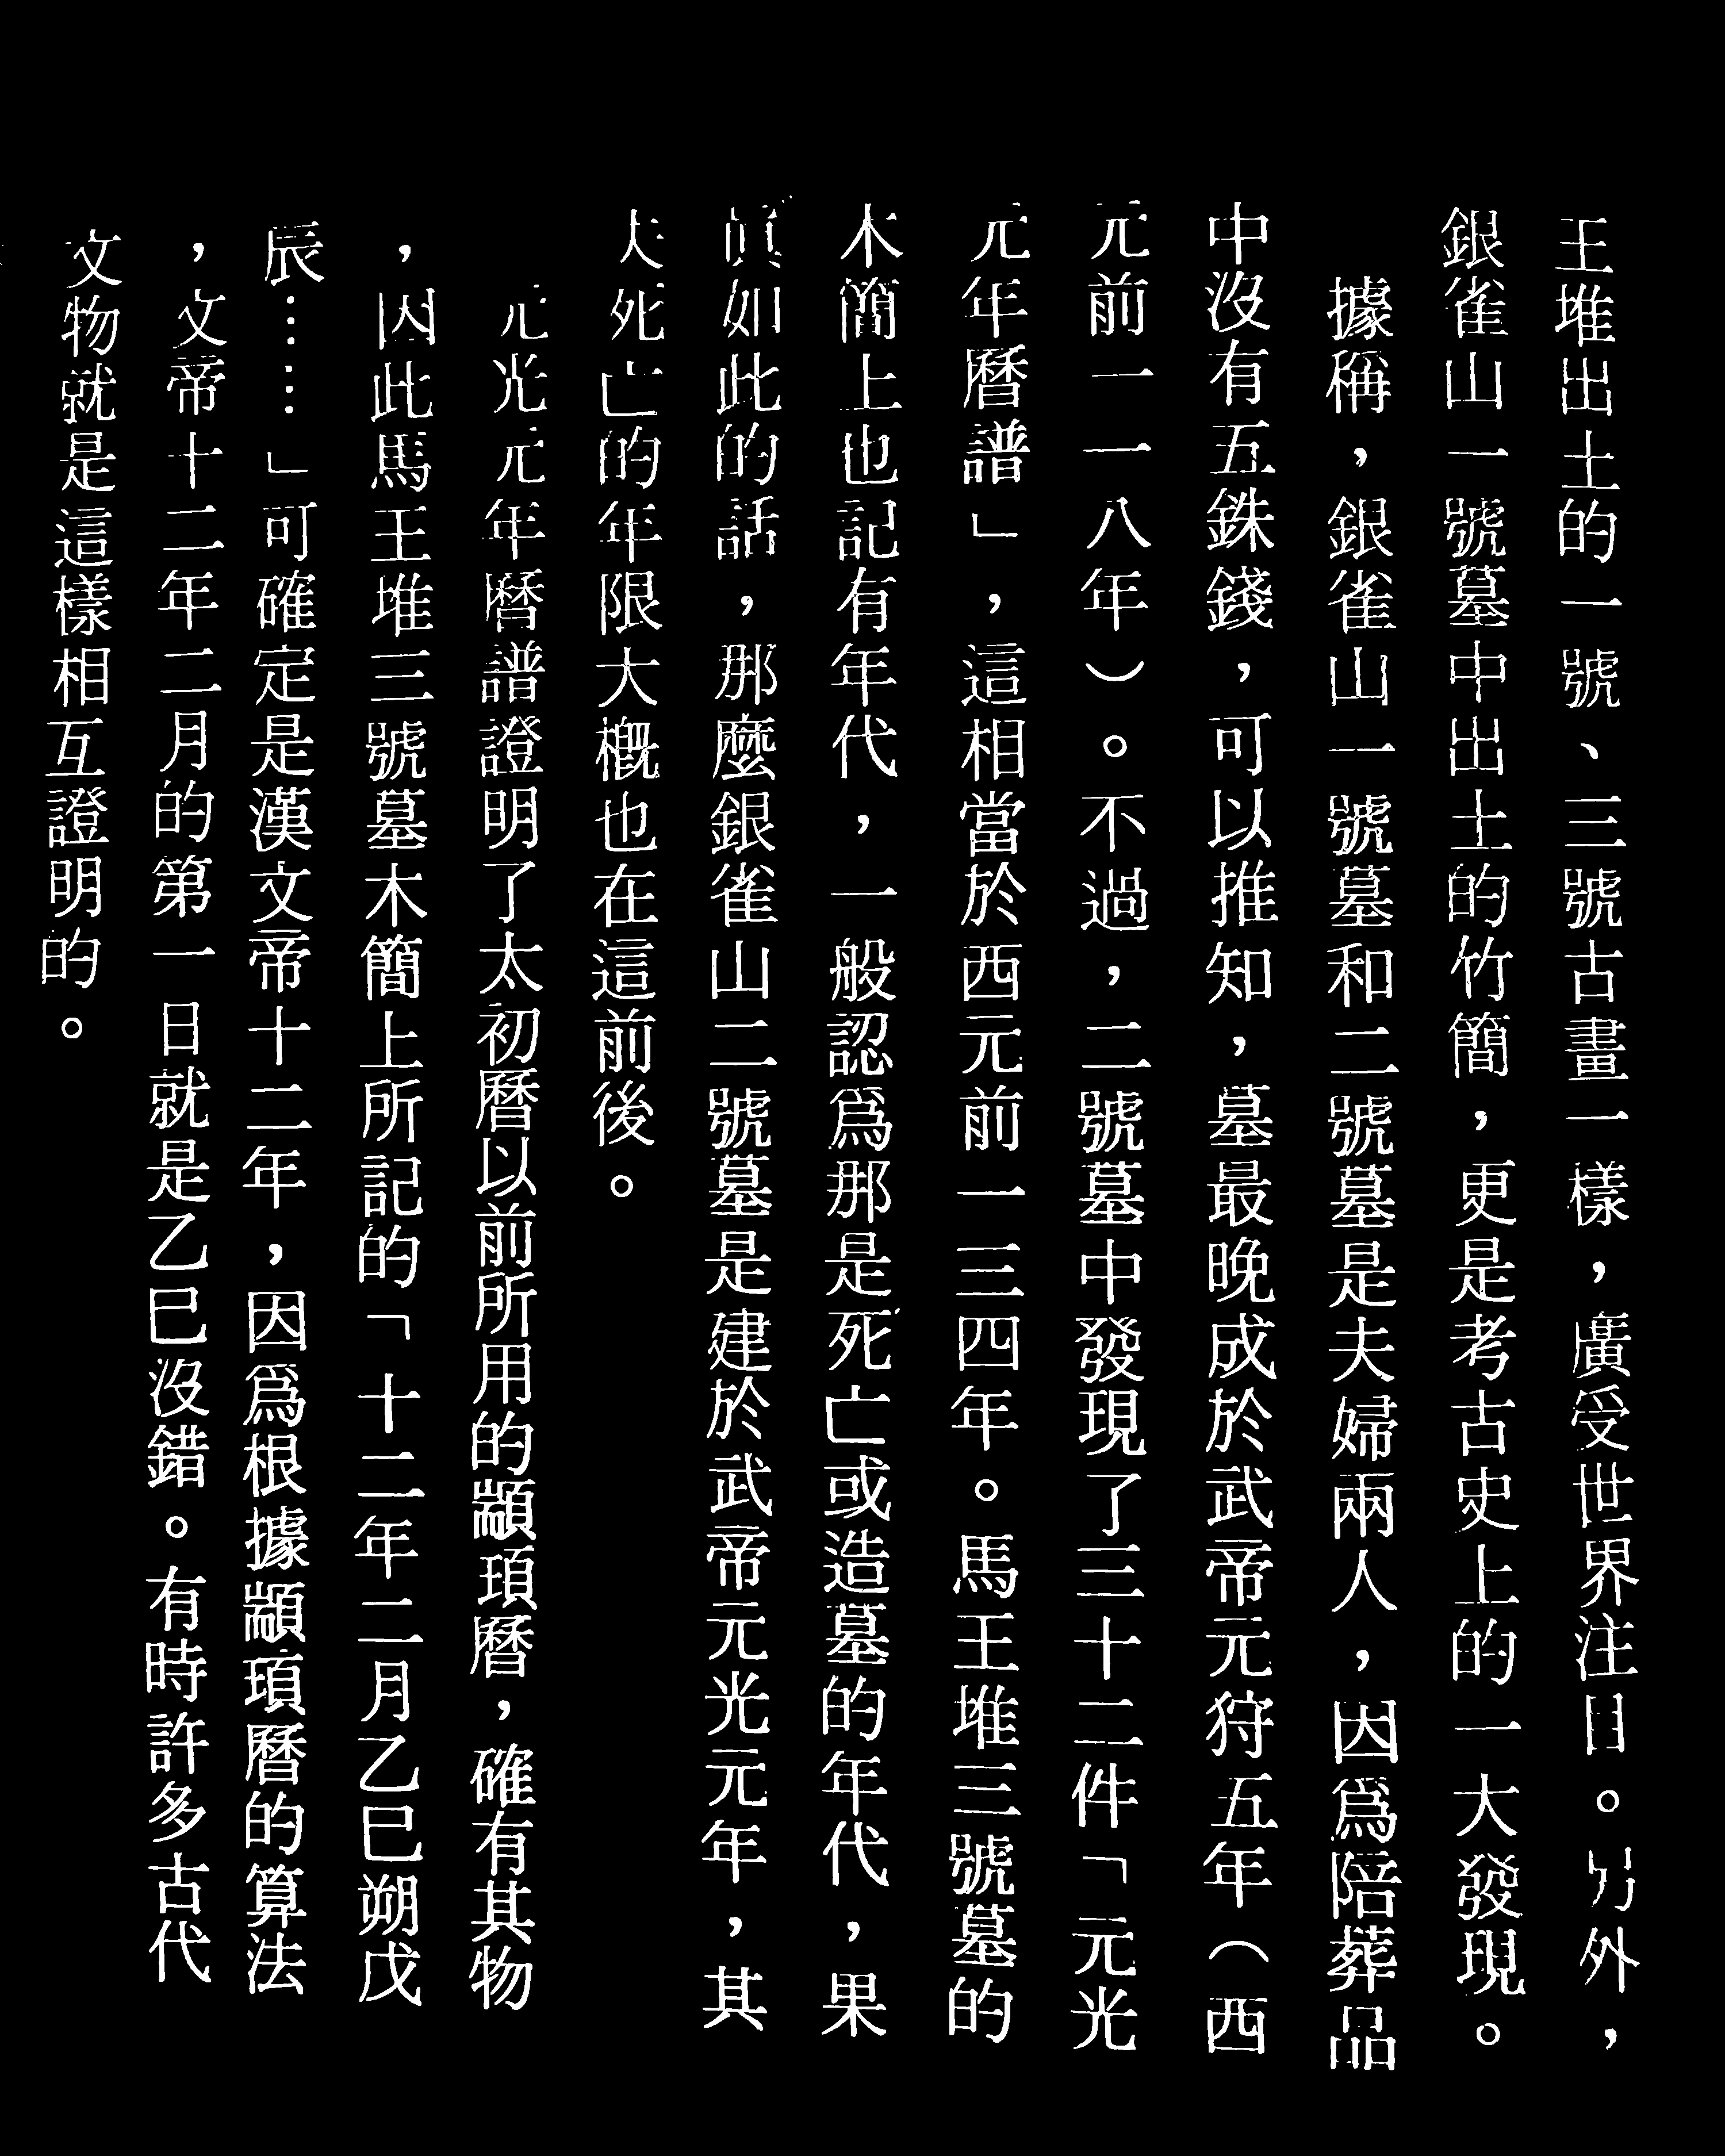 王堆出土的一號、三號古畫一樣，廣受世界注目。另外，
銀雀山一號墓中出土的竹簡，更是考古史上的一大發現。
據稱，銀雀山一號墓和二號墓是夫婦兩人，因爲陪葬品
中沒有五銖錢，可以推知，墓最晚成於武帝元狩五年（西
元前一一八年）。不過，二號墓中發現了三十二件「元光
元年曆譜」，這相當於西元前一三四年。馬王堆三號墓的
木簡上也記有年代，一般認爲那是死亡或造墓的年代，果
眞如此的話，那麼銀雀山二號墓是建於武帝元光元年，其
夫死亡的年限大槪也在這前後。
元光元年曆譜證明了太初曆以前所用的顓頊曆，確有其物
，因此馬王堆三號墓木簡上所記的「十二年二月乙巳朔戊
辰……」可確定是漢文帝十二年，因爲根據顓頊曆的算法
，文帝十二年二月的第一日就是乙巳沒錯。有時許多古代
文物就是這樣相互證明的。